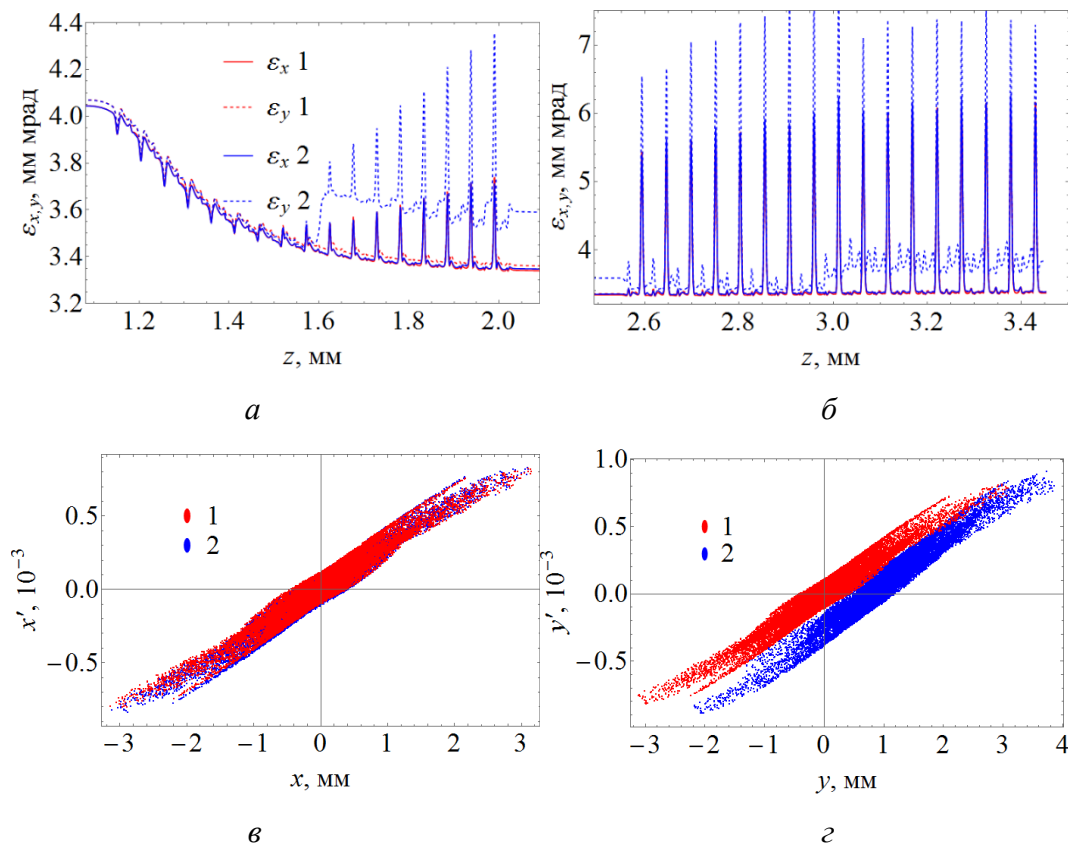 4.4
4.2
4.0
3.8
3.6
3.4
3.2
εx,y, мм мрад
εx 1
εy 1
εx 2
εy 2
1.2 1.4 1.6 1.8 2.0
z, мм
а
7
6
5
4
εx,y, мм мрад
2.6 2.8 3.0 3.2 3.4
z, мм
б
0.5
0.0
−0.5
x′, 10⁻³
1
2
−3 −2 −1 0 1 2 3
x, мм
в
1.0
0.5
0.0
−0.5
y′, 10⁻³
1
2
−3 −2 −1 0 1 2 3 4
y, мм
г